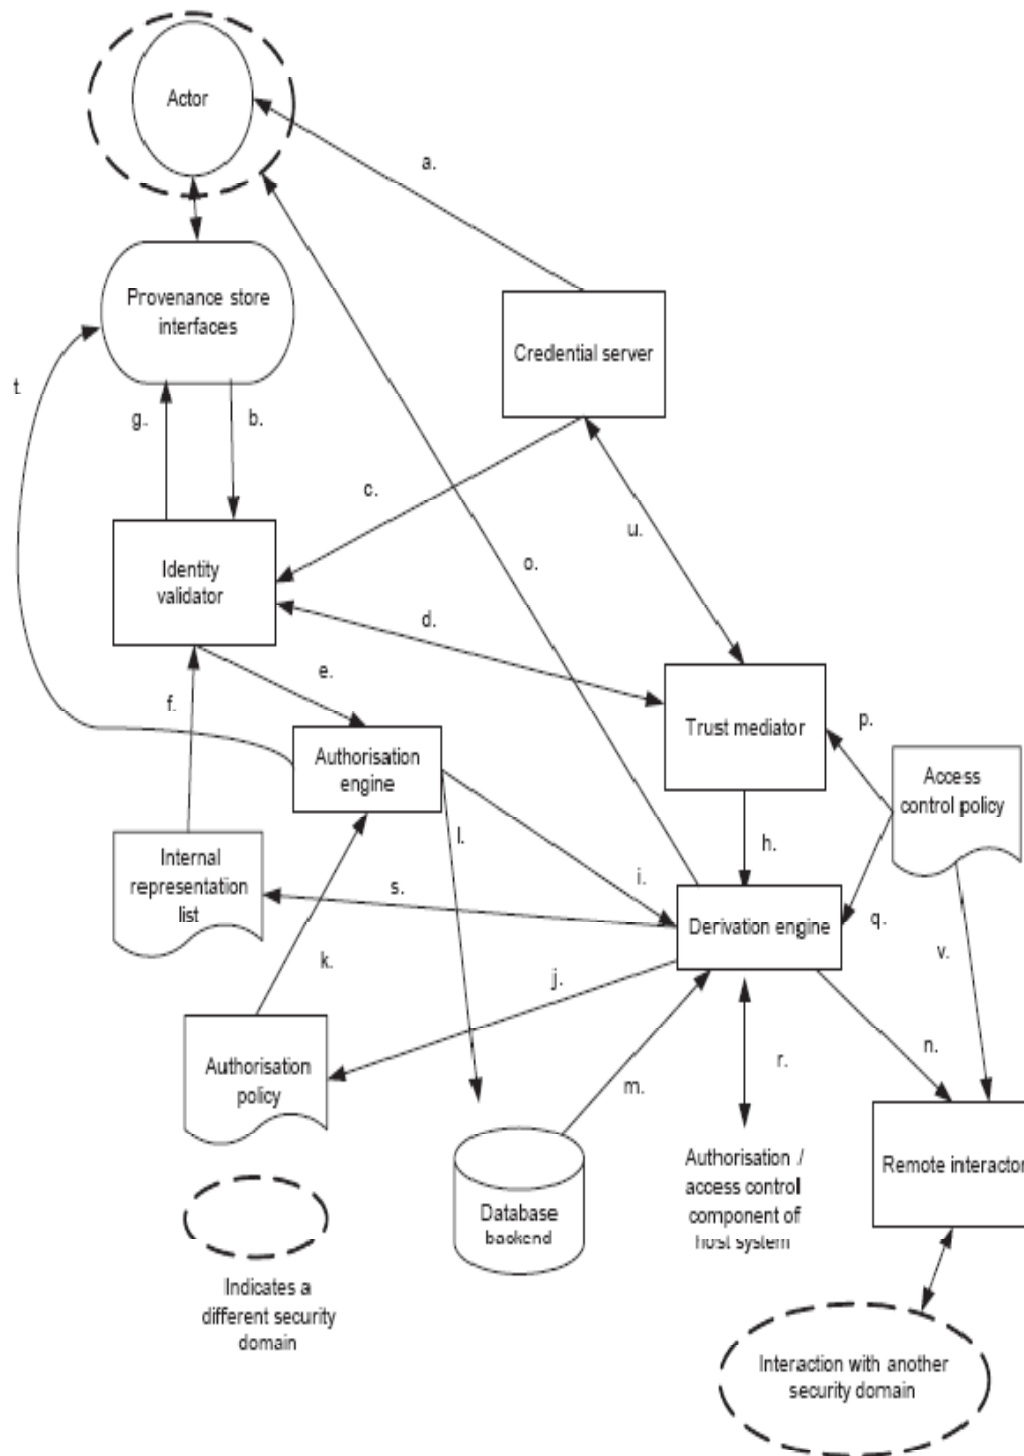 Actor
a.
Provenance store
interfaces
Credential server
t.
g.
b.
c.
u.
o.
Identity
validator
d.
e.
f.
Trust mediator
p.
Access
control policy
Authorisation
engine
l.
h.
i.
Internal
representation
list
s.
Derivation engine
q.
v.
k.
j.
Authorisation
policy
m.
r.
n.
Authorisation /
access control
component of
host system
Remote interactor
Database
backend
Indicates a
different security
domain
Interaction with another
security domain